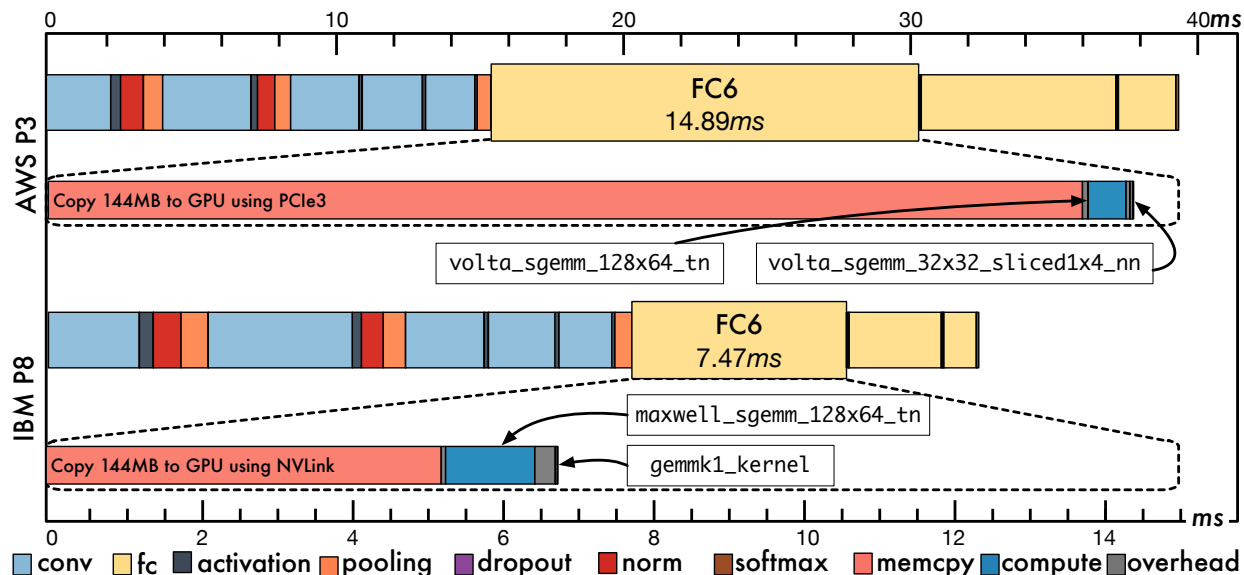 0 10 20 30 40ms
AWS P3
FC6
14.89ms
Copy 144MB to GPU using PCIe3
volta_sgemm_128x64_tn
volta_sgemm_32x32_sliced1x4_nn
IBM P8
FC6
7.47ms
maxwell_sgemm_128x64_tn
Copy 144MB to GPU using NVLink
gemmk1_kernel
0 2 4 6 8 10 12 14 ms
conv fc activation pooling dropout norm softmax memcpy compute overhead